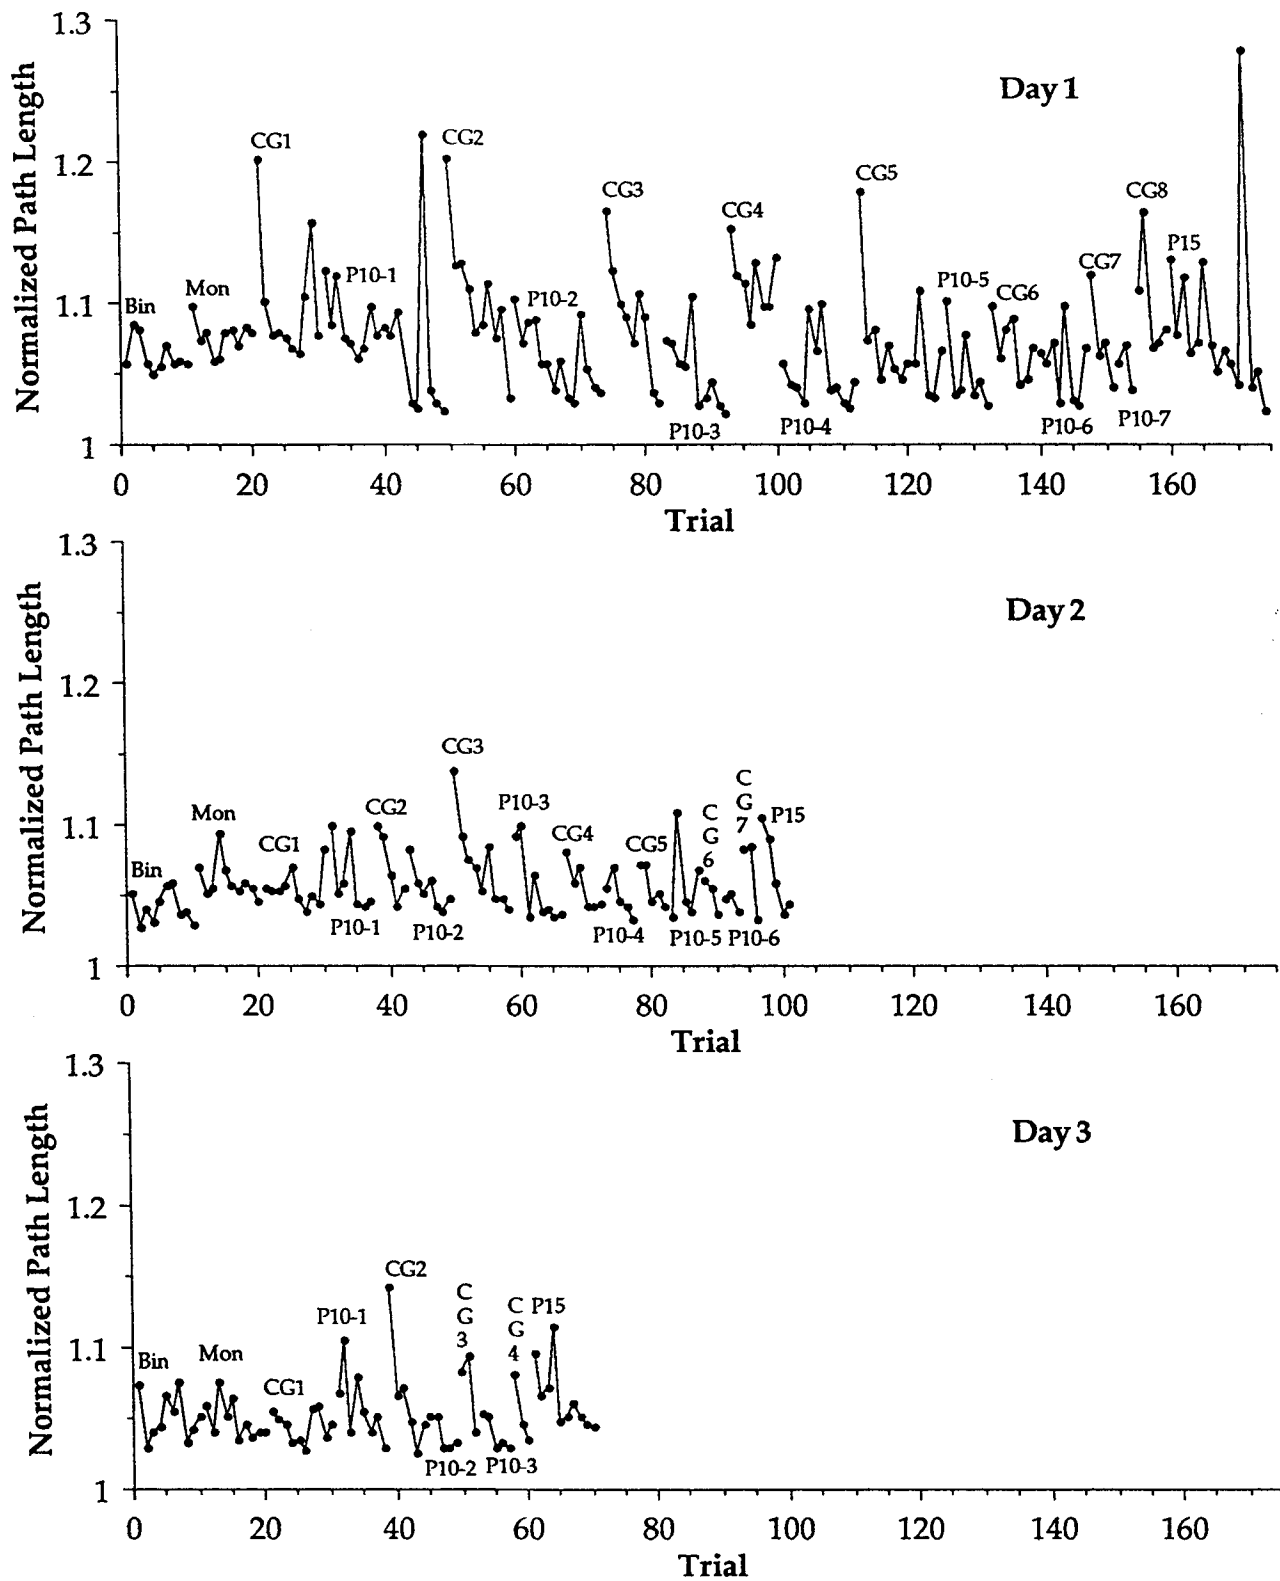 1.3
Day 1
CG1
CG2
1.2
CG3
CG5
CG8
CG4
P15
CG7
P10-1
P10-5
Mon
CG6
P10-2
Bin
1.1
P10-3
P10-4
P10-6
P10-7
1
0 20 40 60 80 100 120 140 160
Normalized Path Length
Trial
1.3
Day 2
1.2
CG3
C
G
7
Mon
CG2
P10-3
C
G
6
P15
1.1
CG1
CG4
CG5
Bin
P10-1
P10-2
P10-4
P10-5
P10-6
1
0 20 40 60 80 100 120 140 160
Normalized Path Length
Trial
1.3
Day 3
1.2
CG2
C
G
3
C
G
4
P15
P10-1
1.1
Bin
Mon
CG1
P10-2
P10-3
1
0 20 40 60 80 100 120 140 160
Normalized Path Length
Trial